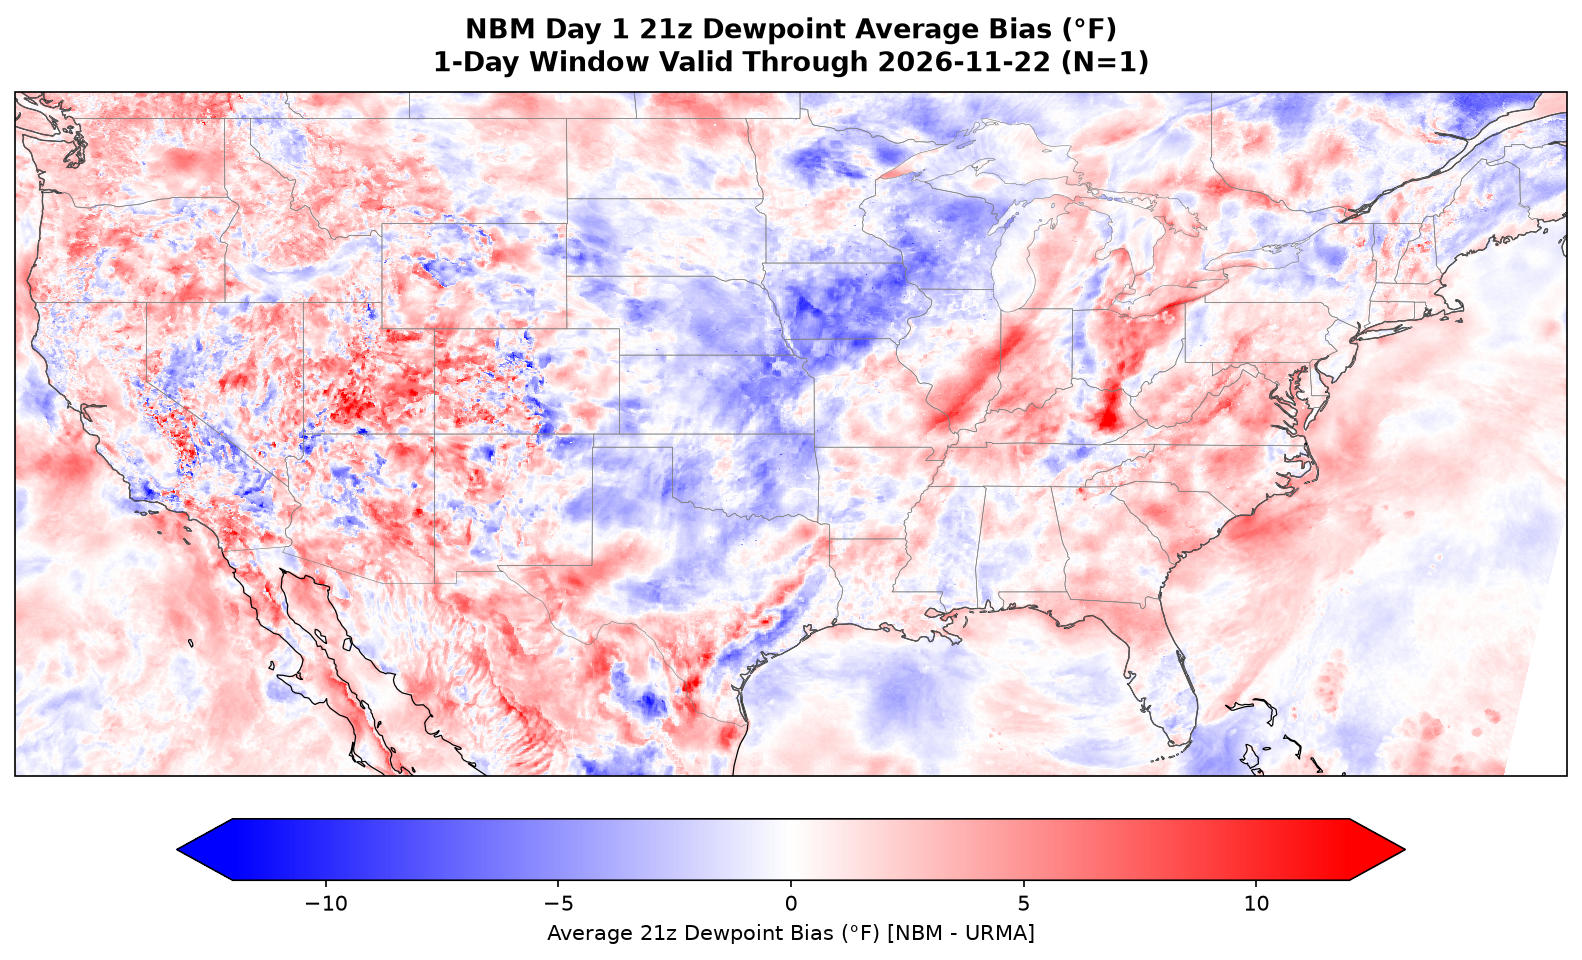 NBM Day 1 21z Dewpoint Average Bias (°F)
1-Day Window Valid Through 2026-11-22 (N=1)
−10 −5 0 5 10
Average 21z Dewpoint Bias (°F) [NBM - URMA]